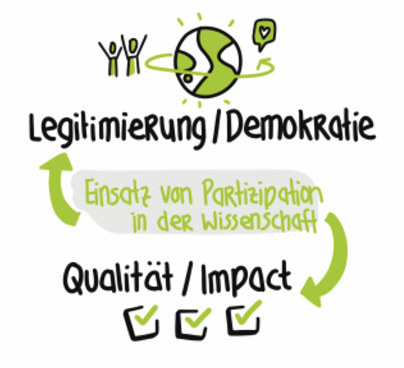 Legitimierung / Demokratie
Einsatz von Partizipation
in der Wissenschaft
Qualität / Impact